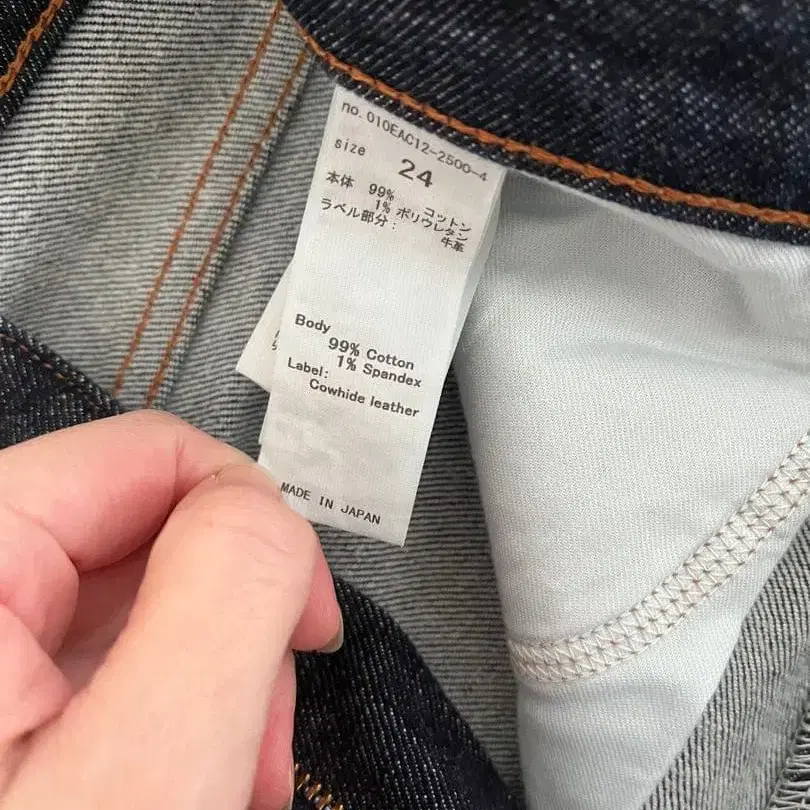 no. 010EAC12-2500-4
size 24
本体 99% コットン
1% ポリウレタン
ラベル部分: 牛革
Body
99% Cotton
1% Spandex
Label:
Cowhide leather
MADE IN JAPAN